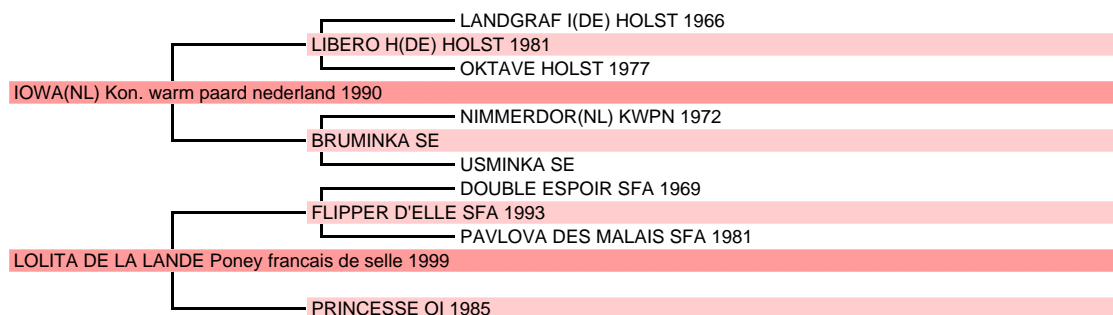 LANDGRAF I(DE) HOLST 1966
LIBERO H(DE) HOLST 1981
OKTAVE HOLST 1977
IOWA(NL) Kon. warm paard nederland 1990
NIMMERDOR(NL) KWPN 1972
BRUMINKA SE
USMINKA SE
DOUBLE ESPOIR SFA 1969
FLIPPER D'ELLE SFA 1993
PAVLOVA DES MALAIS SFA 1981
LOLITA DE LA LANDE Poney francais de selle 1999
PRINCESSE OI 1985